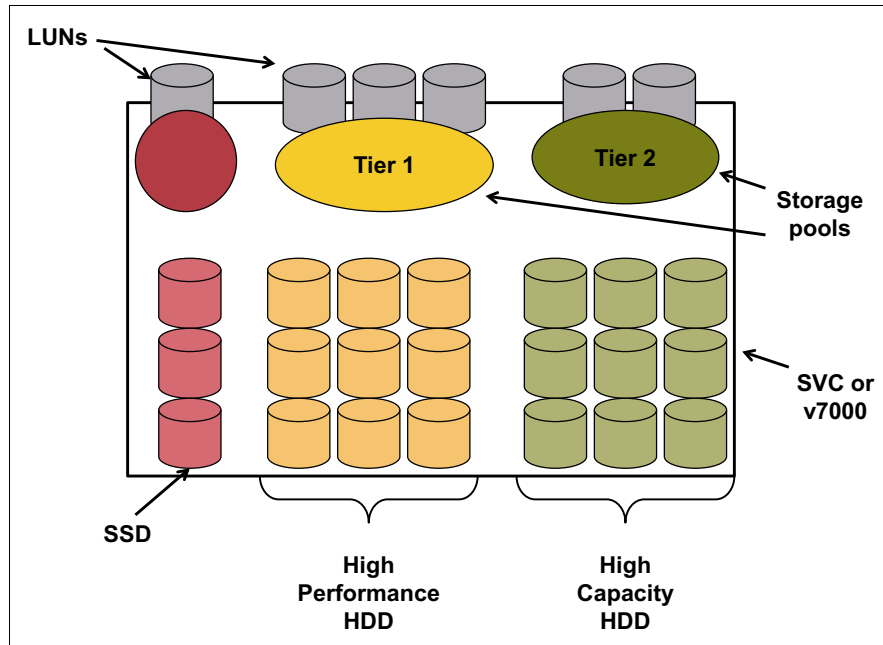 LUNs
Tier 1
Tier 2
Storage
pools
SVC or
v7000
SSD
High
Performance
HDD
High
Capacity
HDD